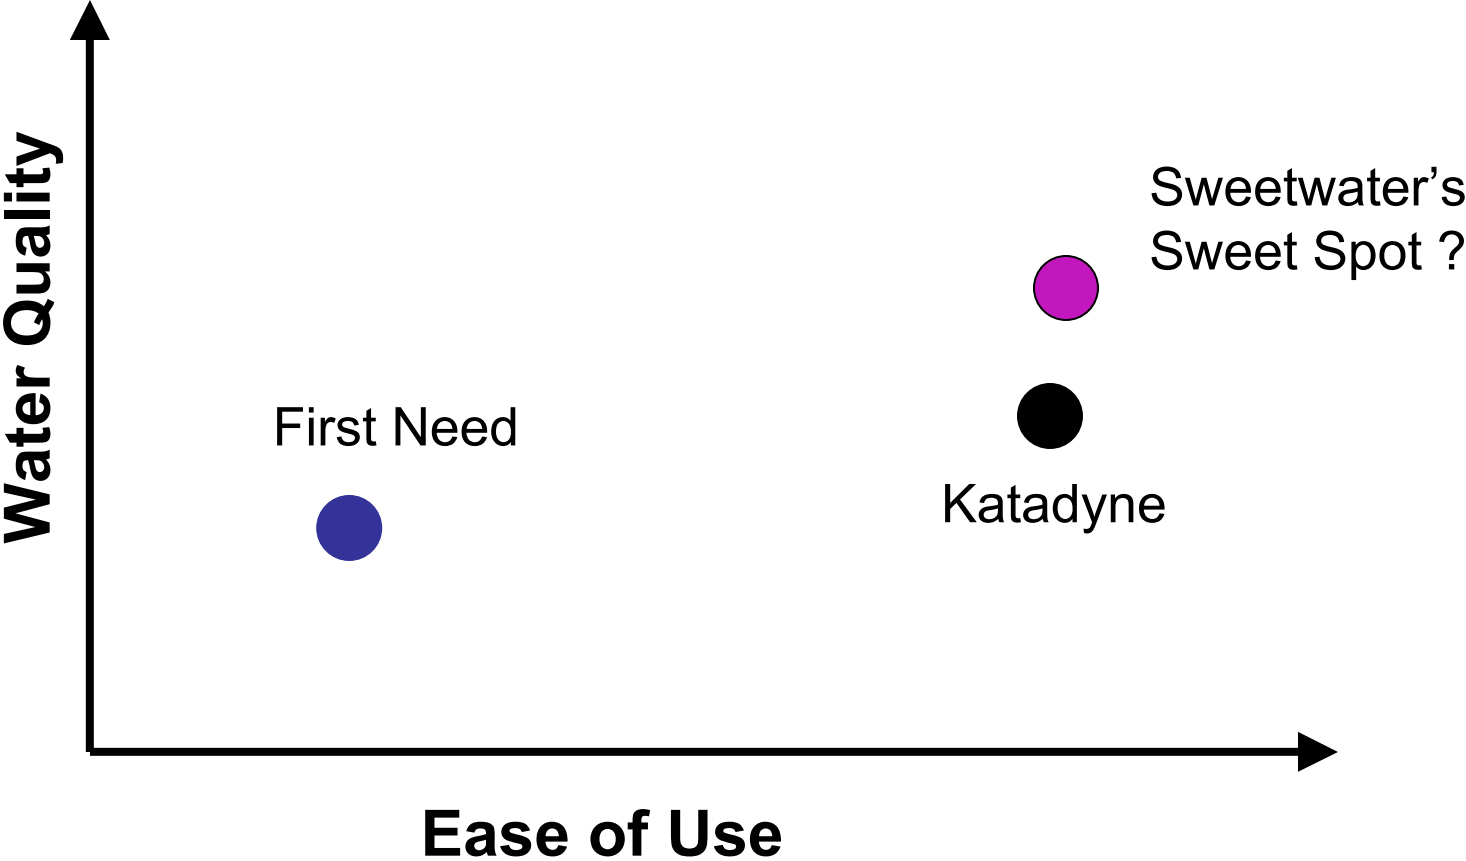 Water Quality
Sweetwater’s
Sweet Spot ?
First Need
Katadyne
Ease of Use